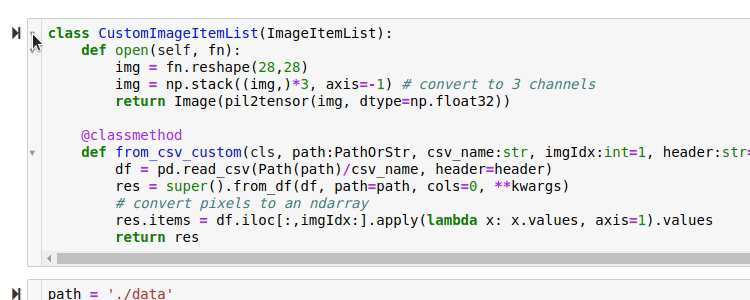 class CustomImageItemList(ImageItemList):
    def open(self, fn):
        img = fn.reshape(28,28)
        img = np.stack((img,)*3, axis=-1) # convert to 3 channels
        return Image(pil2tensor(img, dtype=np.float32))

    @classmethod
    def from_csv_custom(cls, path:PathOrStr, csv_name:str, imgIdx:int=1, header:str=
        df = pd.read_csv(Path(path)/csv_name, header=header)
        res = super().from_df(df, path=path, cols=0, **kwargs)
        # convert pixels to an ndarray
        res.items = df.iloc[:,imgIdx:].apply(lambda x: x.values, axis=1).values
        return res
path = './data'